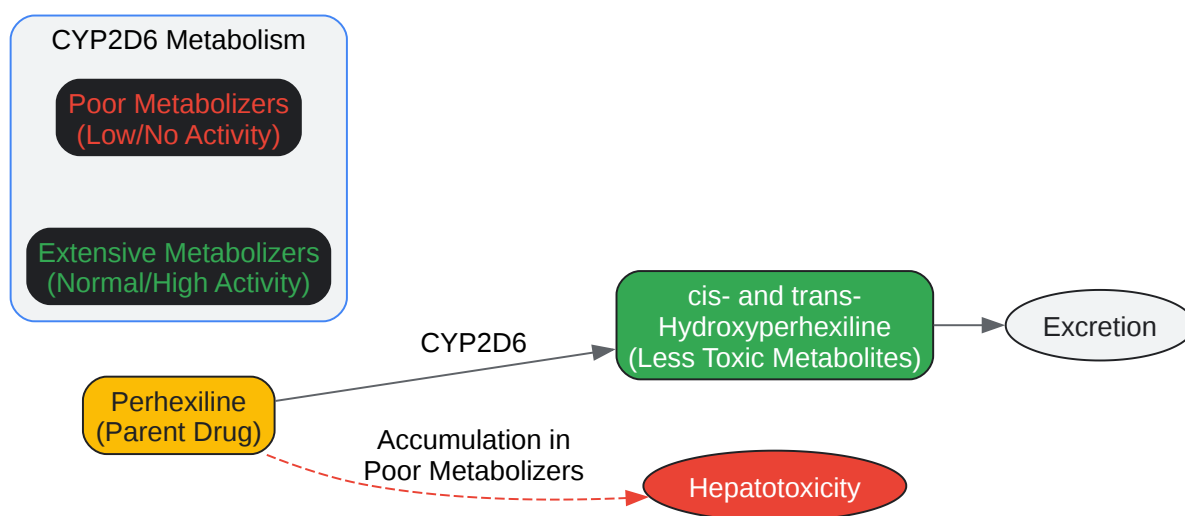 CYP2D6 Metabolism
Poor Metabolizers
(Low/No Activity)
Extensive Metabolizers
(Normal/High Activity)
cis- and trans-
Hydroxyperhexiline
(Less Toxic Metabolites)
Excretion
CYP2D6
Perhexiline
(Parent Drug)
Accumulation in
Poor Metabolizers
Hepatotoxicity